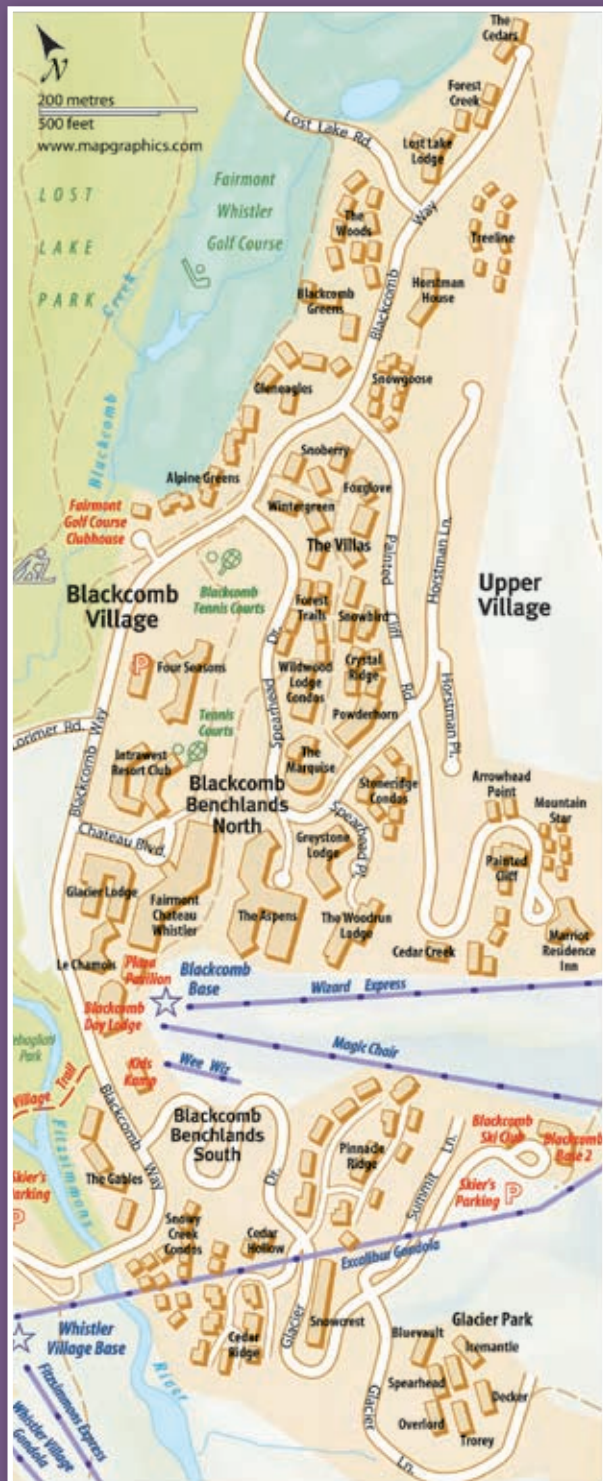 N
200 metres
500 feet
www.mapgraphics.com
LOST
LAKE
PARK
Fairmont
Whistler
Golf Course
Lost Lake Rd.
The
Cedars
Forest
Creek
Lost Lake
Lodge
The
Woods
Way
Treeline
Blackcomb
Greens
Blackcomb
Horstman
House
Creek
Blackcomb
Gleneagles
Snowgoose
Alpine Greens
Snoberry
Foxglove
Wintergreen
Fairmont
Golf Course
Clubhouse
The Villas
Painted
Cliff
Rd.
Horstman Ln.
Upper
Village
Blackcomb
Village
Blackcomb
Tennis Courts
Forest
Trails
Snowbird
Dr.
Spearhead
P
Four Seasons
Wildwood
Lodge
Condos
Crystal
Ridge
Powderhorn
Horstman Pl.
Lorimer Rd.
Blackcomb Way
Tennis
Courts
Intrawest
Resort Club
The
Marquise
Blackcomb
Benchlands
North
Stoneridge
Condos
Arrowhead
Point
Mountain
Star
Chateau Blvd.
Spearhead Pl.
Greystone
Lodge
Painted
Cliff
Glacier Lodge
Fairmont
Chateau
Whistler
The Aspens
The Woodrun
Lodge
Cedar Creek
Marriot
Residence
Inn
Le Chamois
Plaza
Pavilion
Blackcomb
Base
Wizard Express
Blackcomb
Day Lodge
Magic Chair
Park
Kids
Kamp
Wee Wiz
Village Trail
Blackcomb
Way
Blackcomb
Benchlands
South
Fitzsimmons
River
Skier's
Parking
P
The Gables
Dr.
Glacier
Pinnacle
Ridge
Summit Ln.
Blackcomb
Ski Club
Blackcomb
Base 2
Skier's
Parking
P
Snowy
Creek
Condos
Cedar
Hollow
Excalibur Gondola
Cedar
Ridge
Snowcrest
Glacier Park
Whistler
Village Base
Bluevault
Itemantle
Spearhead
Decker
Overlord
Trorey
Glacier
Ln.
Fitzsimmons Express
Whistler Village
Gondola